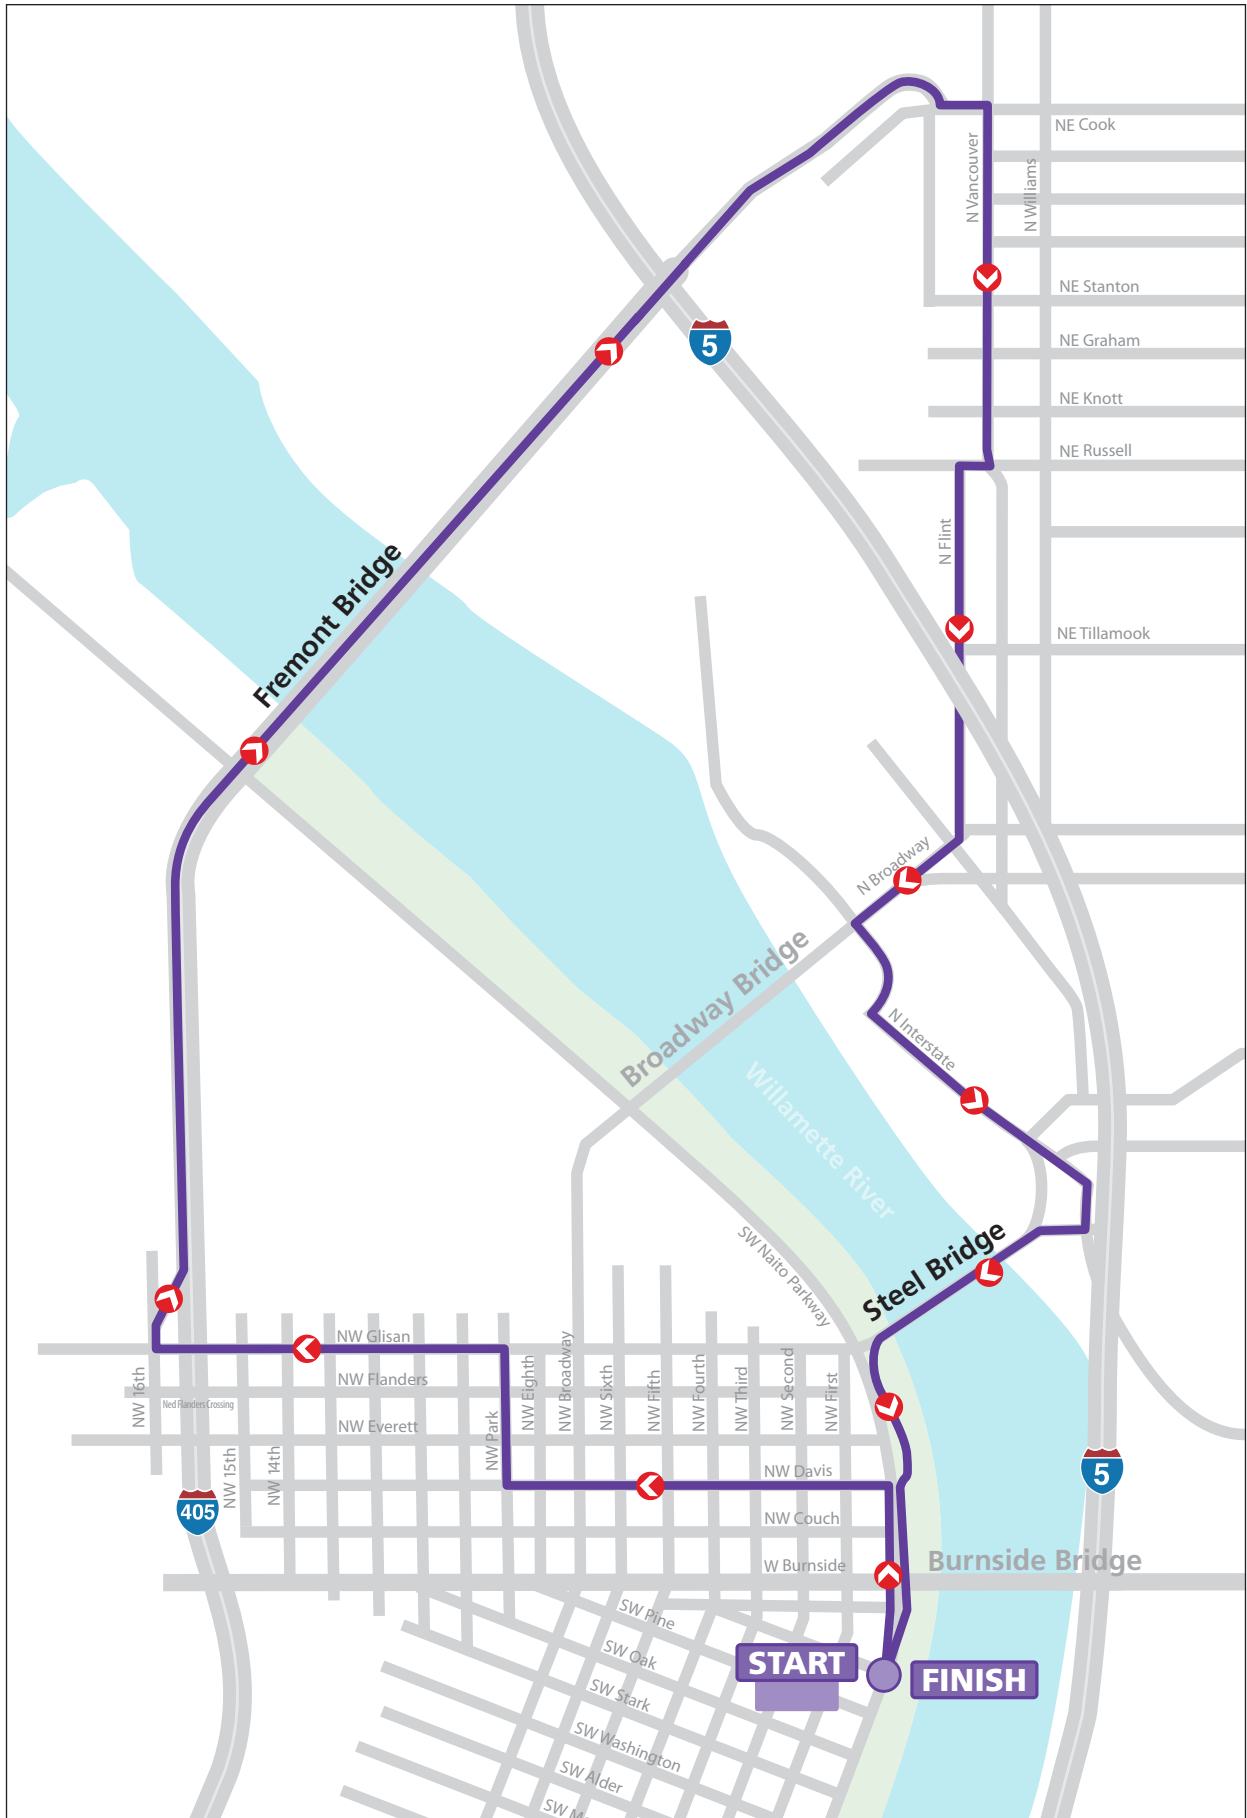 NE Cook
N Vancouver
N Williams
NE Stanton
5
NE Graham
NE Knott
NE Russell
N Flint
Fremont Bridge
NE Tillamook
N Broadway
Broadway Bridge
N Interstate
Willamette River
SW Naito Parkway
Steel Bridge
NW Glisan
NW Flanders
Ned Flanders Crossing
NW Everett
NW 16th
NW 15th
NW 14th
NW Park
NW Eighth
NW Broadway
NW Sixth
NW Fifth
NW Fourth
NW Third
NW Second
NW First
NW Davis
5
405
NW Couch
W Burnside
Burnside Bridge
SW Pine
SW Oak
START
FINISH
SW Stark
SW Washington
SW Alder